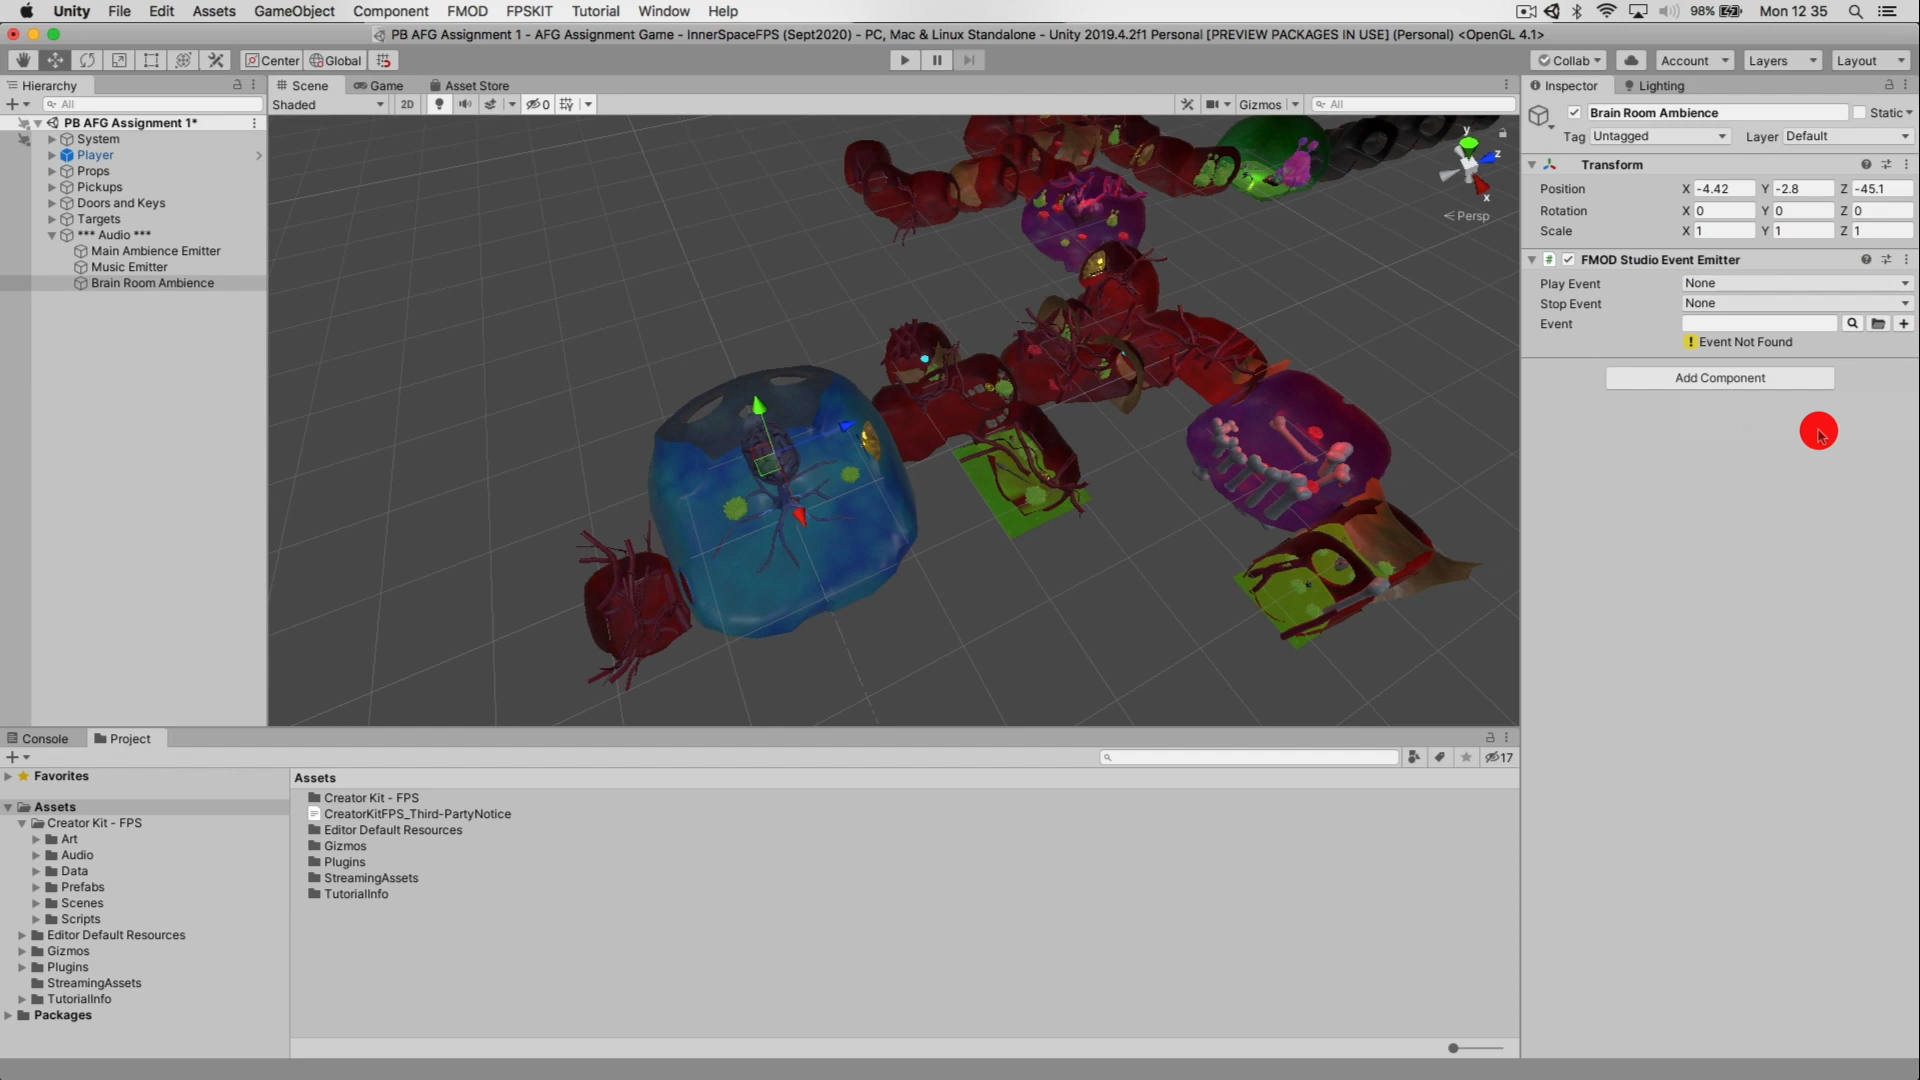 Unity File Edit Assets GameObject Component FMOD FPSKIT Tutorial Window Help 98% Mon 12 35
PB AFG Assignment 1 - AFG Assignment Game - InnerSpaceFPS (Sept2020) - PC, Mac & Linux Standalone - Unity 2019.4.2f1 Personal [PREVIEW PACKAGES IN USE] (Personal) <OpenGL 4.1>
Center Global Collab Account Layers Layout
Hierarchy
All
PB AFG Assignment 1*
System
Player
Props
Pickups
Doors and Keys
Targets
*** Audio ***
Main Ambience Emitter
Music Emitter
Brain Room Ambience
Scene Game Asset Store
Shaded 2D 0 Gizmos All
y
z
x
Persp
Inspector Lighting
Brain Room Ambience Static
Tag Untagged Layer Default
Transform
Position X -4.42 Y -2.8 Z -45.1
Rotation X 0 Y 0 Z 0
Scale X 1 Y 1 Z 1
FMOD Studio Event Emitter
Play Event None
Stop Event None
Event
Event Not Found
Add Component
Console Project
17
Favorites
Assets
Creator Kit - FPS
Art
Audio
Data
Prefabs
Scenes
Scripts
Editor Default Resources
Gizmos
Plugins
StreamingAssets
TutorialInfo
Packages
Assets
Creator Kit - FPS
CreatorKitFPS_Third-PartyNotice
Editor Default Resources
Gizmos
Plugins
StreamingAssets
TutorialInfo